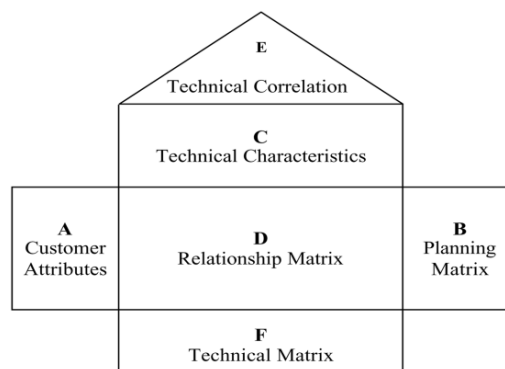 E
Technical Correlation
C
Technical Characteristics
A
Customer
Attributes
D
Relationship Matrix
B
Planning
Matrix
F
Technical Matrix